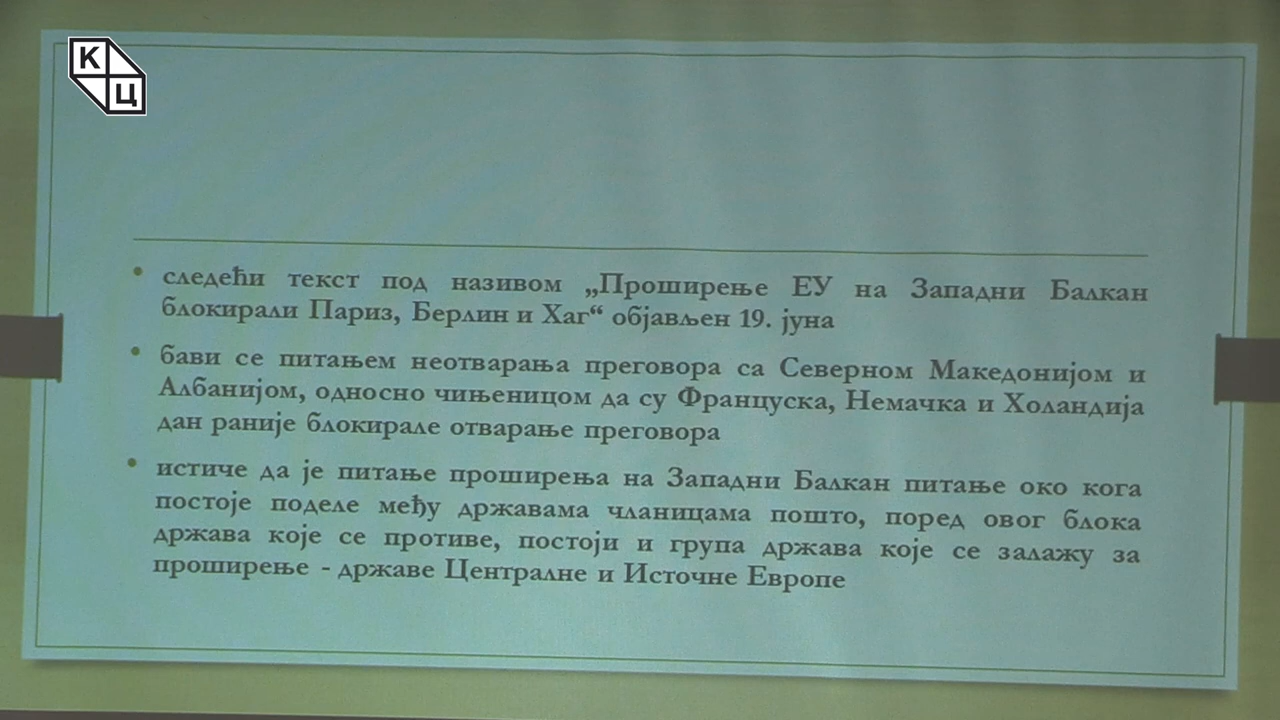 К
Ц
• следећи текст под називом „Проширење ЕУ на Западни Балкан
блокирали Париз, Берлин и Хаг“ објављен 19. јуна
• бави се питањем неотварања преговора са Северном Македонијом и
Албанијом, односно чињеницом да су Француска, Немачка и Холандија
дан раније блокирале отварање преговора
• истиче да је питање проширења на Западни Балкан питање око кога
постоје поделе међу државама чланицама пошто, поред овог блока
држава које се противе, постоји и група држава које се залажу за
проширење - државе Централне и Источне Европе